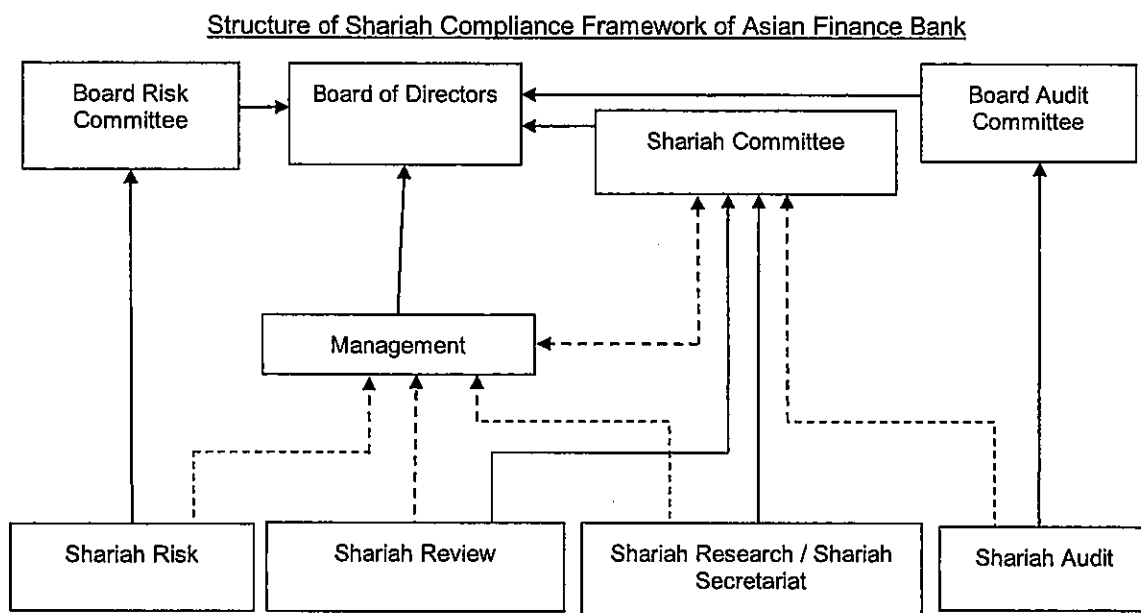 Structure of Shariah Compliance Framework of Asian Finance Bank
Board Risk
Committee
Board of Directors
Shariah Committee
Board Audit
Committee
Management
Shariah Risk
Shariah Review
Shariah Research / Shariah
Secretariat
Shariah Audit